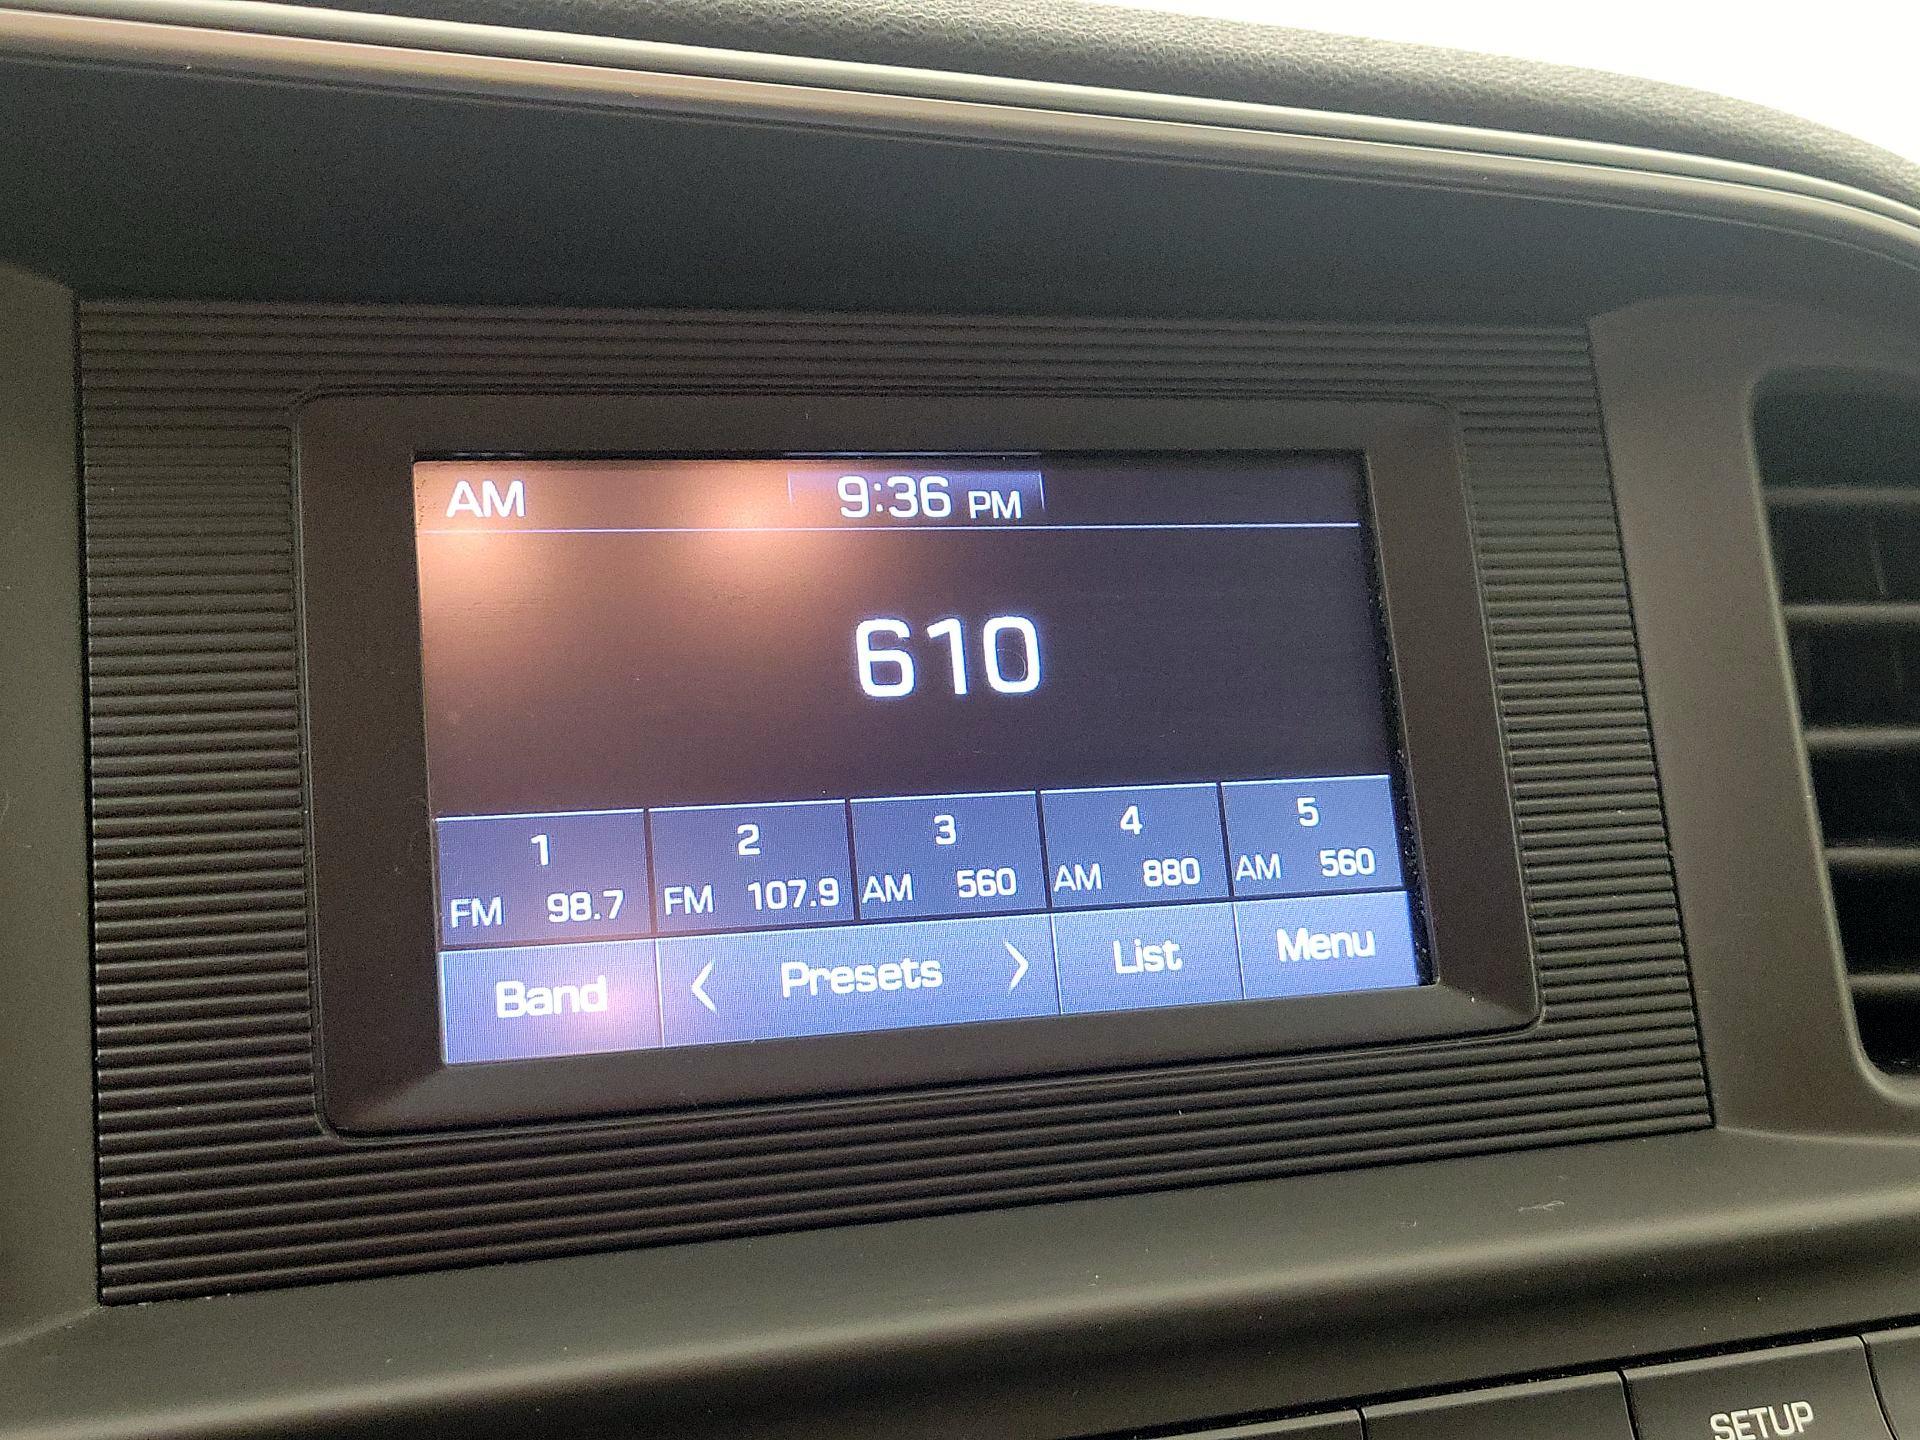 AM 9:36 PM
610
1 2 3 4 5
FM 98.7 FM 107.9 AM 560 AM 880 AM 560
Band < Presets > List Menu
SETUP